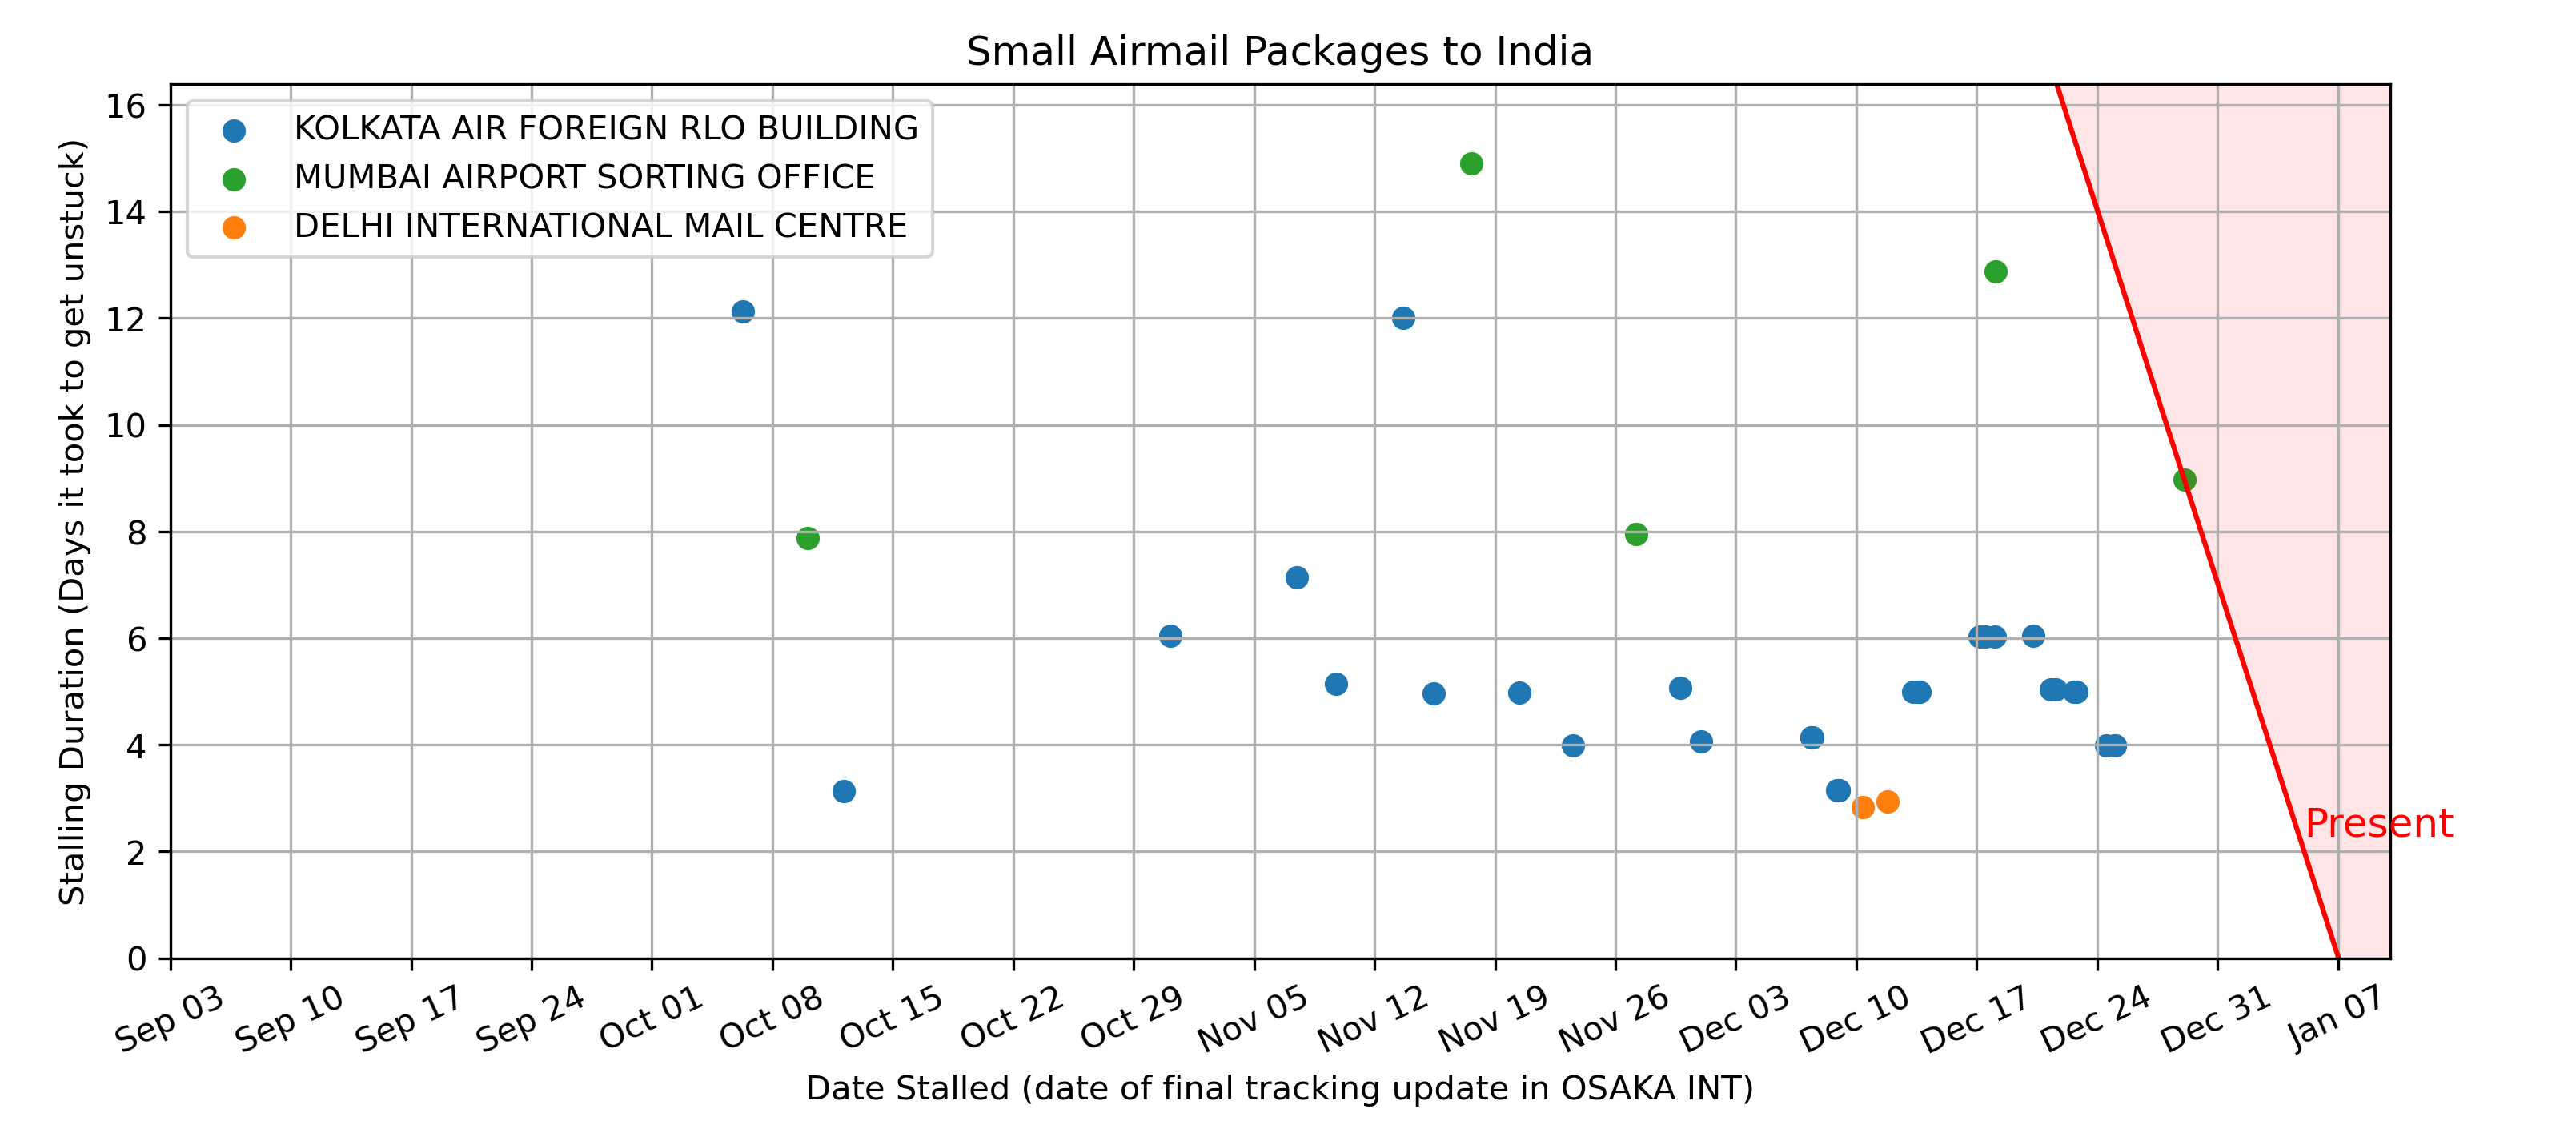 Small Airmail Packages to India
KOLKATA AIR FOREIGN RLO BUILDING
MUMBAI AIRPORT SORTING OFFICE
DELHI INTERNATIONAL MAIL CENTRE
Stalling Duration (Days it took to get unstuck)
16
14
12
10
8
6
4
2
0
Present
Sep 03
Sep 10
Sep 17
Sep 24
Oct 01
Oct 08
Oct 15
Oct 22
Oct 29
Nov 05
Nov 12
Nov 19
Nov 26
Dec 03
Dec 10
Dec 17
Dec 24
Dec 31
Jan 07
Date Stalled (date of final tracking update in OSAKA INT)